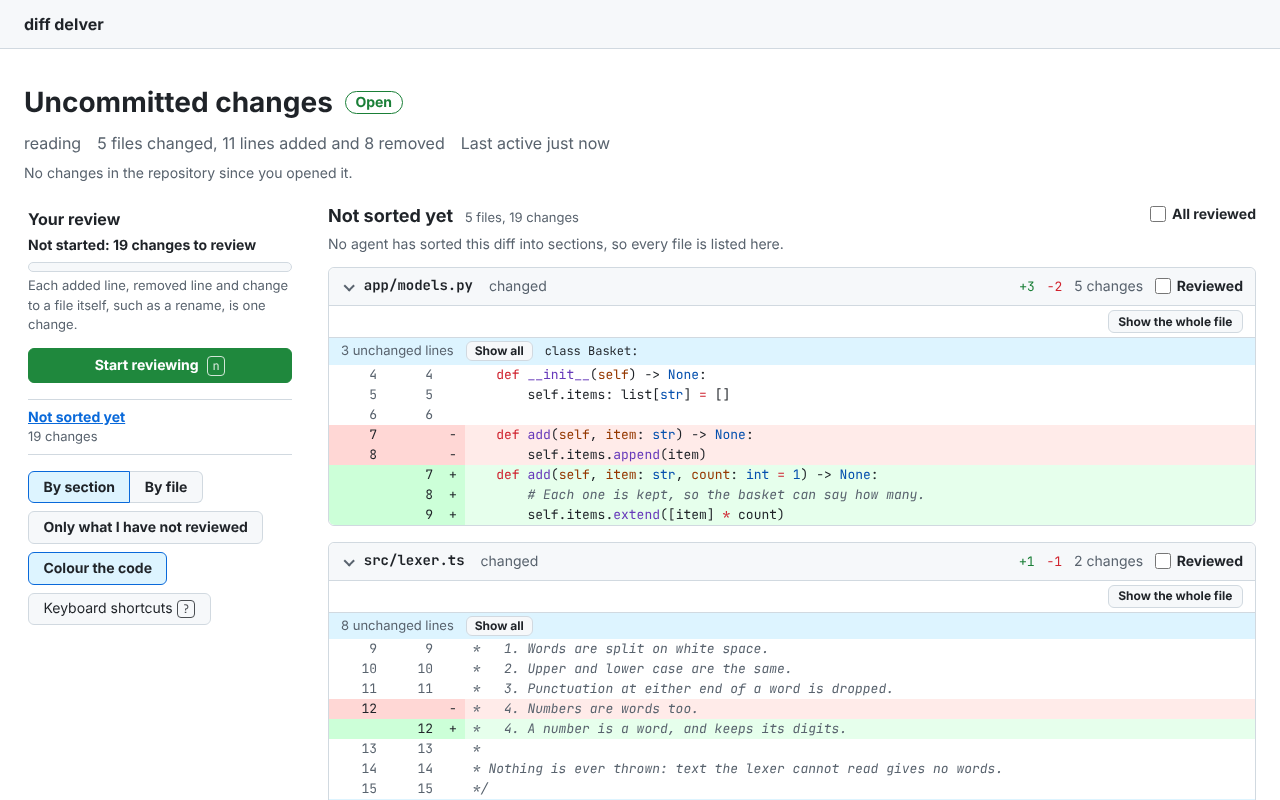 diff delver
Uncommitted changes Open
reading 5 files changed, 11 lines added and 8 removed Last active just now
No changes in the repository since you opened it.
Your review
Not started: 19 changes to review
Each added line, removed line and change
to a file itself, such as a rename, is one
change.
Start reviewing n
Not sorted yet
19 changes
By section By file
Only what I have not reviewed
Colour the code
Keyboard shortcuts ?
Not sorted yet 5 files, 19 changes All reviewed
No agent has sorted this diff into sections, so every file is listed here.
app/models.py changed +3 -2 5 changes Reviewed
Show the whole file
3 unchanged lines Show all class Basket:
4 4 def __init__(self) -> None:
5 5 self.items: list[str] = []
6 6
7 - def add(self, item: str) -> None:
8 - self.items.append(item)
7 + def add(self, item: str, count: int = 1) -> None:
8 + # Each one is kept, so the basket can say how many.
9 + self.items.extend([item] * count)
src/lexer.ts changed +1 -1 2 changes Reviewed
Show the whole file
8 unchanged lines Show all
9 9 * 1. Words are split on white space.
10 10 * 2. Upper and lower case are the same.
11 11 * 3. Punctuation at either end of a word is dropped.
12 - * 4. Numbers are words too.
12 + * 4. A number is a word, and keeps its digits.
13 13 *
14 14 * Nothing is ever thrown: text the lexer cannot read gives no words.
15 15 */